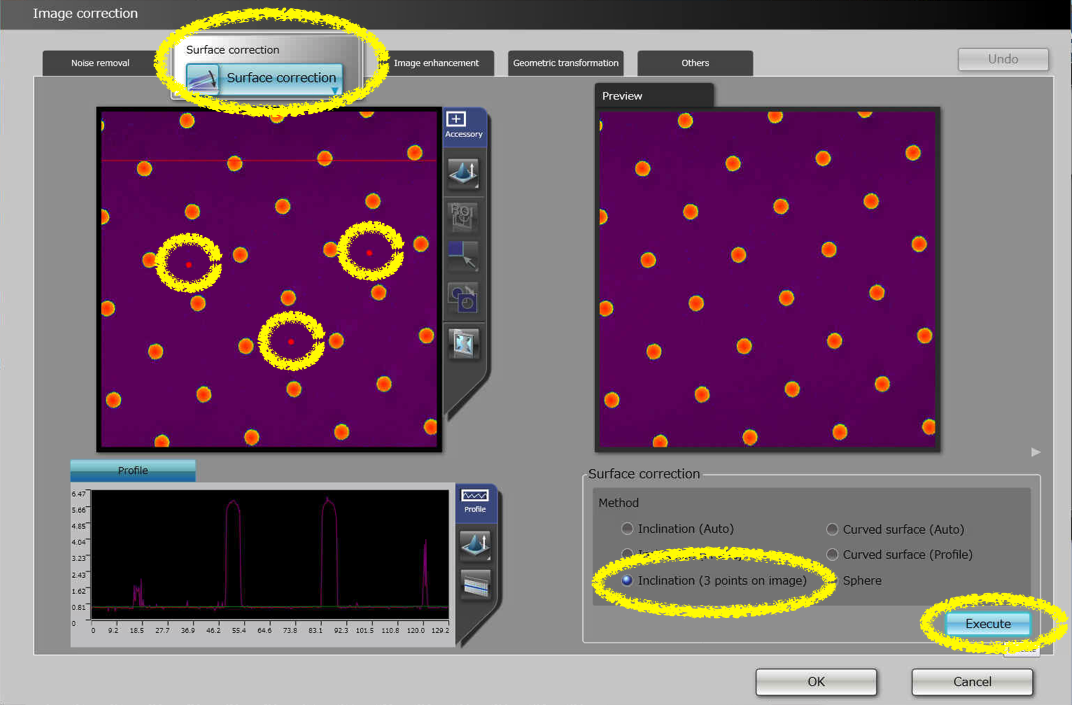 Image correction
Noise removal
Surface correction
Surface correction
Image enhancement
Geometric transformation
Others
Undo
Accessory
ROI
Preview
Profile
6.47
5.66
4.85
4.04
3.23
2.43
1.62
0.81
0
0 9.2 18.5 27.7 36.9 46.2 55.4 64.6 73.8 83.1 92.3 101.5 110.8 120.0 129.2
Profile
Surface correction
Method
Inclination (Auto)
Curved surface (Auto)
Curved surface (Profile)
Inclination (3 points on image)
Sphere
Execute
OK
Cancel